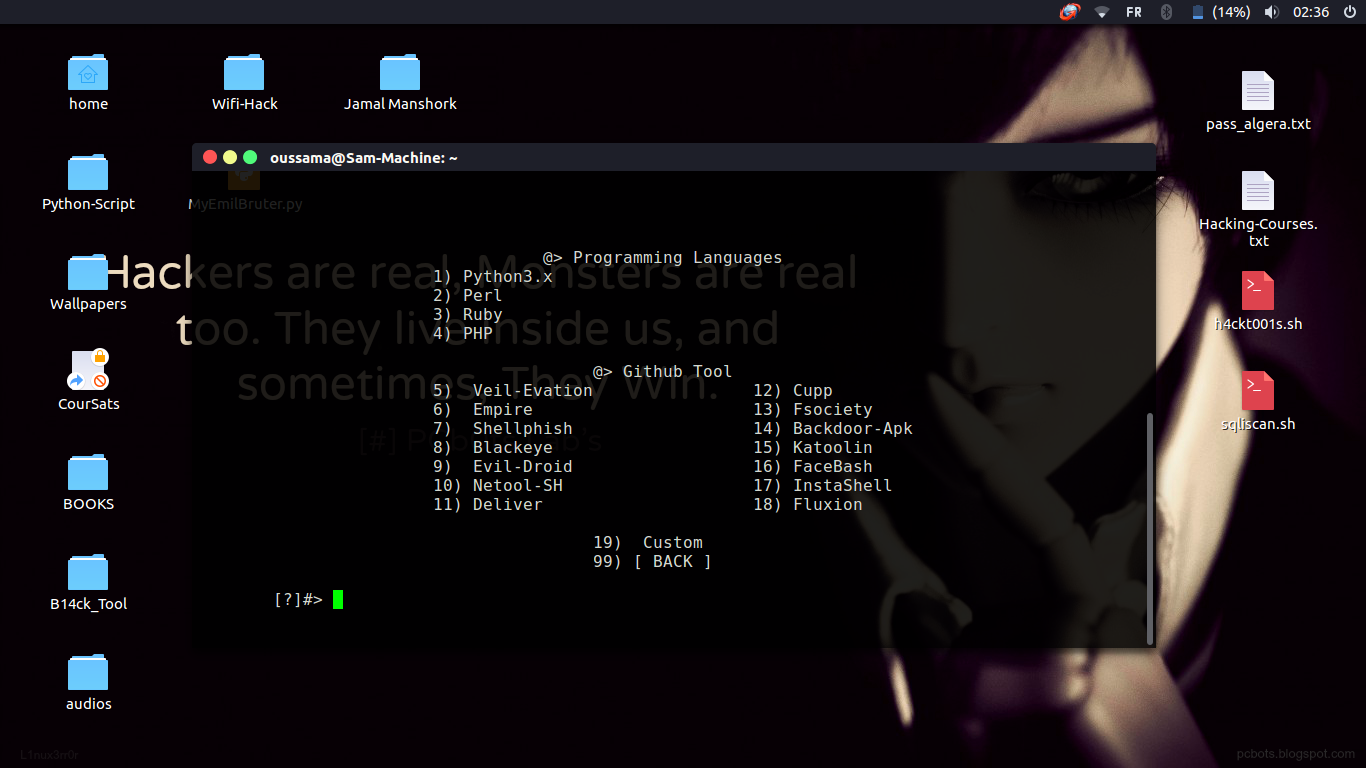 FR
(14%)
02:36
home
Wifi-Hack
Jamal Manshork
pass_algera.txt
oussama@Sam-Machine: ~
Python-Script
MyEmilBruter.py
Hacking-Courses.
txt
Hackers are real, Monsters are real
too. They live inside us, and
sometimes, They Win.
@> Programming Languages
1) Python3.x
2) Perl
3) Ruby
4) PHP
Wallpapers
h4ckt001s.sh
@> Github Tool
5) Veil-Evation
12) Cupp
6) Empire
13) Fsociety
7) Shellphish
14) Backdoor-Apk
8) Blackeye
15) Katoolin
9) Evil-Droid
16) FaceBash
10) Netool-SH
17) InstaShell
11) Deliver
18) Fluxion
CourSats
sqliscan.sh
BOOKS
19) Custom
99) [ BACK ]
[?]#>
B14ck_Tool
audios
L1nux3rr0r
pcbots.blogspot.com